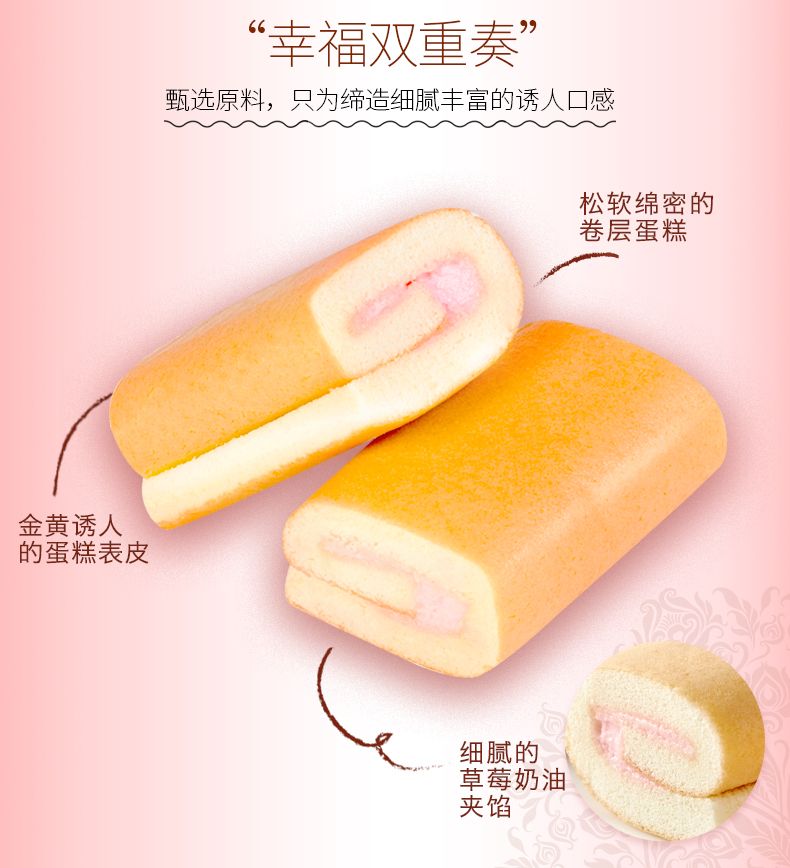 “幸福双重奏”
甄选原料，只为缔造细腻丰富的诱人口感
松软绵密的
卷层蛋糕
金黄诱人
的蛋糕表皮
细腻的
草莓奶油
夹馅